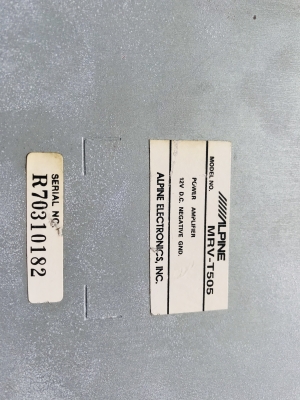 ALPINE
MODEL NO. MRV-T505
POWER AMPLIFIER
12V D.C. NEGATIVE GND.
ALPINE ELECTRONICS, INC.
SERIAL NO.
R70310182